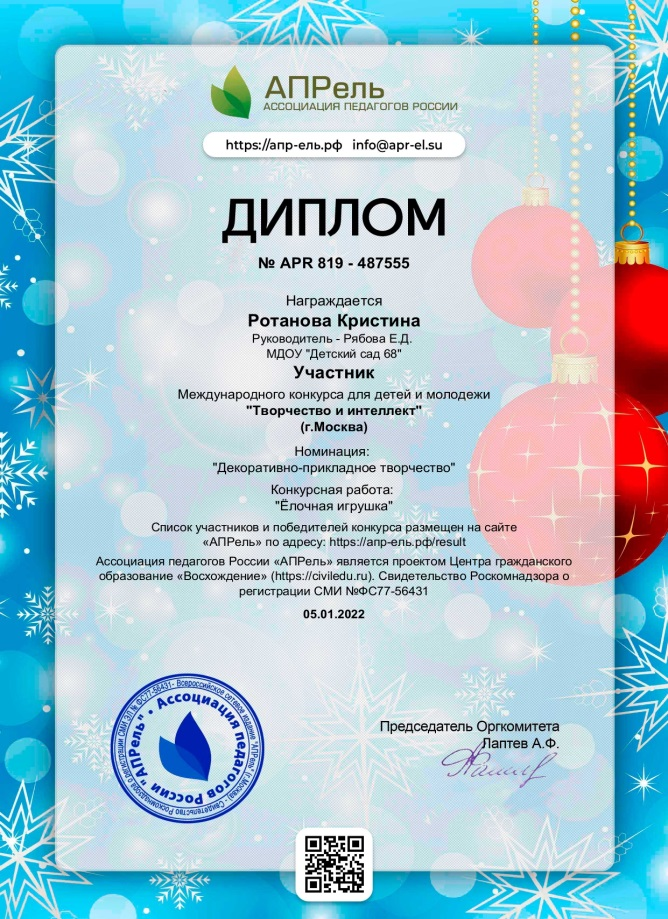 АПРель
АССОЦИАЦИЯ ПЕДАГОГОВ РОССИИ
https://апр-ель.рф info@apr-el.su
ДИПЛОМ
№ APR 819 - 487555
Награждается
Ротанова Кристина
Руководитель - Рябова Е.Д.
МДОУ "Детский сад 68"
Участник
Международного конкурса для детей и молодежи
"Творчество и интеллект"
(г.Москва)
Номинация:
"Декоративно-прикладное творчество"
Конкурсная работа:
"Ёлочная игрушка"
Список участников и победителей конкурса размещен на сайте
«АПРель» по адресу: https://апр-ель.рф/result
Ассоциация педагогов России «АПРель» является проектом Центра гражданского
образование «Восхождение» (https://civiledu.ru). Свидетельство Роскомнадзора о
регистрации СМИ №ФС77-56431
05.01.2022
Ассоциация педагогов России "АПРель"
Председатель Оргкомитета
Лаптев А.Ф.